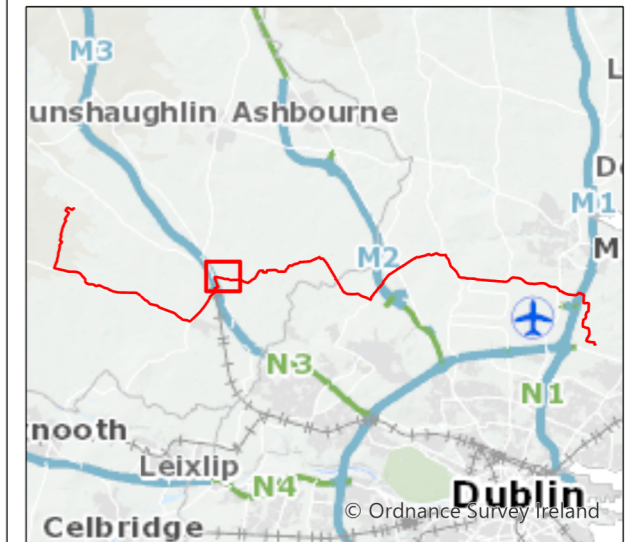 M3
unshaughlin Ashbourne
L
D
M1
M2
M
N3
N1
nooth
Leixlip
N4
Dublin
© Ordnance Survey Ireland
Celbridge